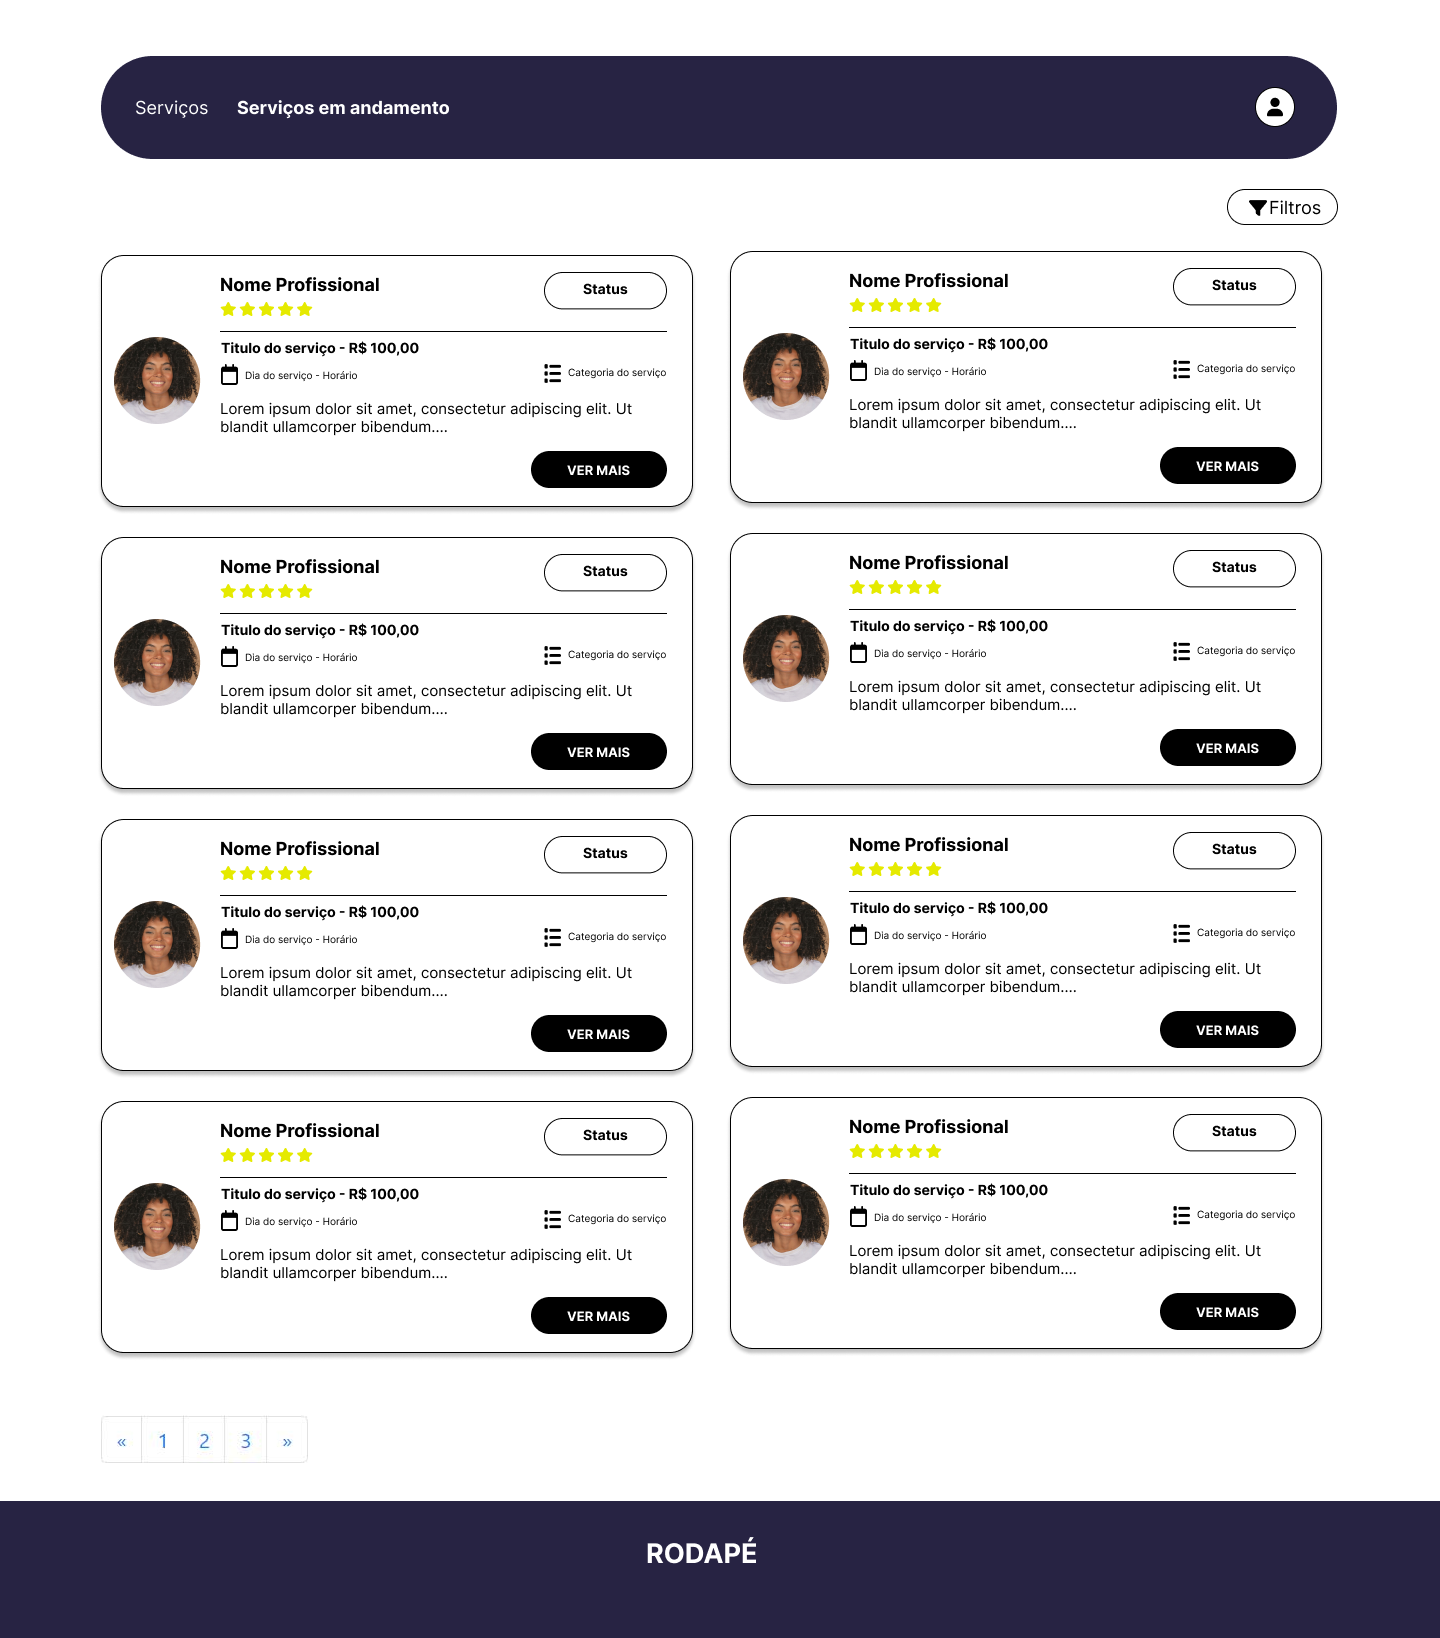 Serviços Serviços em andamento
Filtros
Nome Profissional
Status
Titulo do serviço - R$ 100,00
Dia do serviço - Horário
Categoria do serviço
Lorem ipsum dolor sit amet, consectetur adipiscing elit. Ut
blandit ullamcorper bibendum....
VER MAIS
Nome Profissional
Status
Titulo do serviço - R$ 100,00
Dia do serviço - Horário
Categoria do serviço
Lorem ipsum dolor sit amet, consectetur adipiscing elit. Ut
blandit ullamcorper bibendum....
VER MAIS
Nome Profissional
Status
Titulo do serviço - R$ 100,00
Dia do serviço - Horário
Categoria do serviço
Lorem ipsum dolor sit amet, consectetur adipiscing elit. Ut
blandit ullamcorper bibendum....
VER MAIS
Nome Profissional
Status
Titulo do serviço - R$ 100,00
Dia do serviço - Horário
Categoria do serviço
Lorem ipsum dolor sit amet, consectetur adipiscing elit. Ut
blandit ullamcorper bibendum....
VER MAIS
Nome Profissional
Status
Titulo do serviço - R$ 100,00
Dia do serviço - Horário
Categoria do serviço
Lorem ipsum dolor sit amet, consectetur adipiscing elit. Ut
blandit ullamcorper bibendum....
VER MAIS
Nome Profissional
Status
Titulo do serviço - R$ 100,00
Dia do serviço - Horário
Categoria do serviço
Lorem ipsum dolor sit amet, consectetur adipiscing elit. Ut
blandit ullamcorper bibendum....
VER MAIS
Nome Profissional
Status
Titulo do serviço - R$ 100,00
Dia do serviço - Horário
Categoria do serviço
Lorem ipsum dolor sit amet, consectetur adipiscing elit. Ut
blandit ullamcorper bibendum....
VER MAIS
Nome Profissional
Status
Titulo do serviço - R$ 100,00
Dia do serviço - Horário
Categoria do serviço
Lorem ipsum dolor sit amet, consectetur adipiscing elit. Ut
blandit ullamcorper bibendum....
VER MAIS
« 1 2 3 »
RODAPÉ